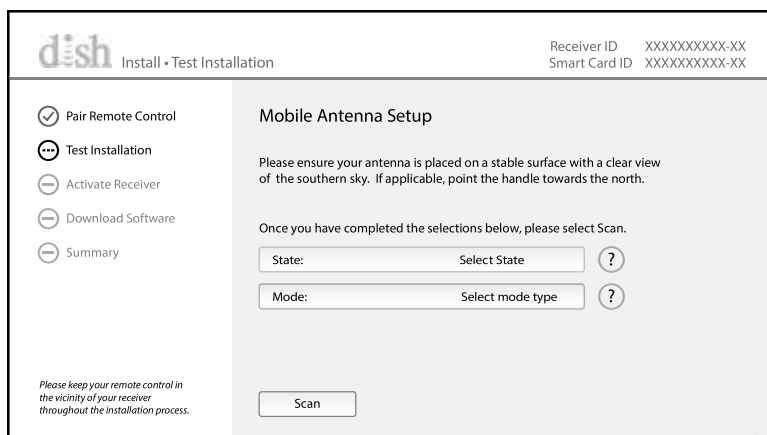 dish Install • Test Installation
Receiver ID XXXXXXXXXX-XX
Smart Card ID XXXXXXXXXX-XX
Pair Remote Control
Test Installation
Activate Receiver
Download Software
Summary
Please keep your remote control in
the vicinity of your receiver
throughout the installation process.
Mobile Antenna Setup
Please ensure your antenna is placed on a stable surface with a clear view
of the southern sky. If applicable, point the handle towards the north.
Once you have completed the selections below, please select Scan.
State: Select State ?
Mode: Select mode type ?
Scan